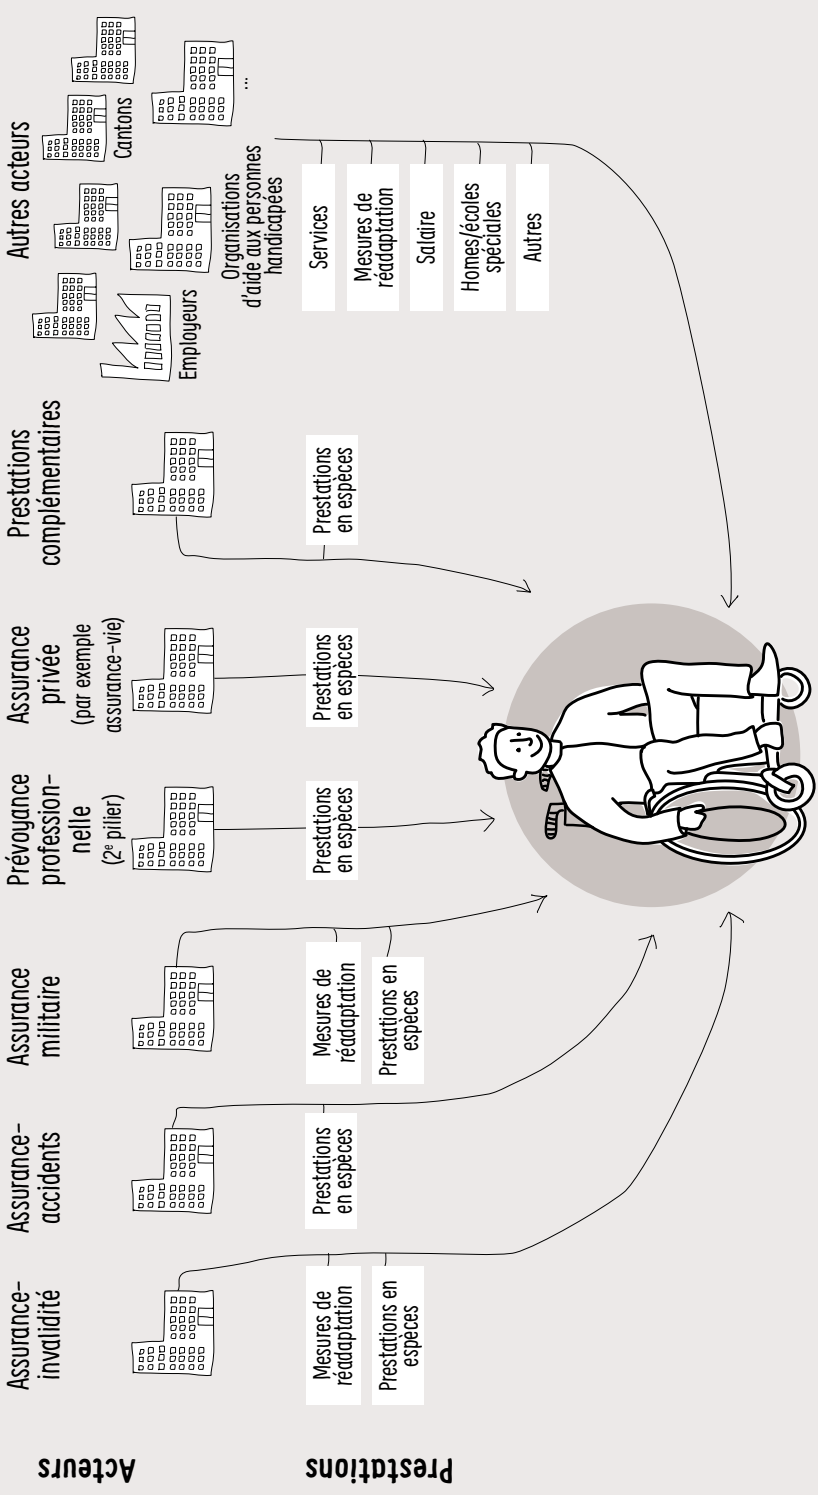 Acteurs
Assurance-
invalidité
Assurance-
accidents
Assurance
militaire
Prévoyance
profession-
nelle
(2e pilier)
Assurance
privée
(par exemple
assurance-vie)
Prestations
complémentaires
Autres acteurs
Employeurs
Cantons
Organisations
d'aide aux personnes
handicapées
...
Prestations
Mesures de
réadaptation
Prestations en
espèces
Prestations
en espèces
Mesures de
réadaptation
Prestations en
espèces
Prestations
en espèces
Prestations
en espèces
Prestations
en espèces
Services
Mesures de
réadaptation
Salaire
Homes/écoles
spéciales
Autres